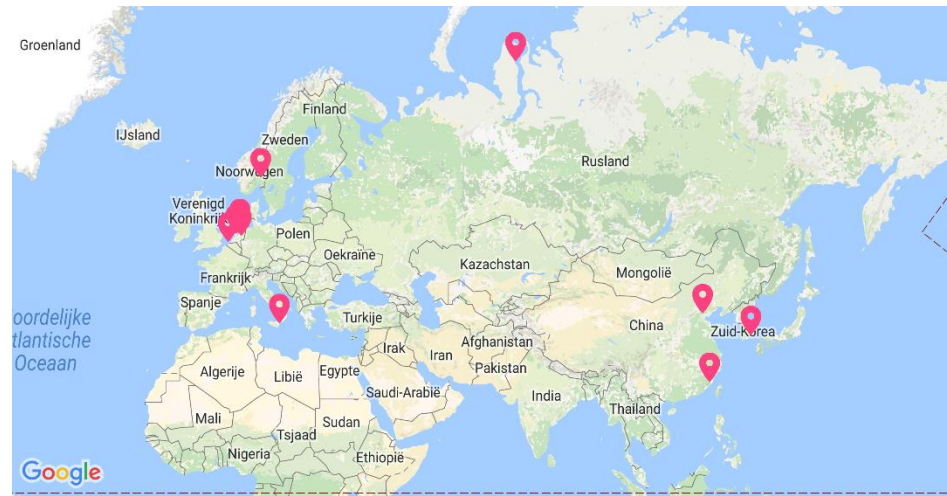 Groenland
IJsland
Finland
Zweden
Noorwegen
Rusland
Verenigd
Koninkrijk
Polen
Oekraïne
Kazachstan
Mongolië
Frankrijk
Spanje
oordelijke
tlantische
Oceaan
Turkije
China
Zuid-Korea
Irak
Iran
Afghanistan
Pakistan
Algerije
Libië
Egypte
Saudi-Arabië
India
Thailand
Mali
Tsjaad
Sudan
Nigeria
Ethiopië
Google